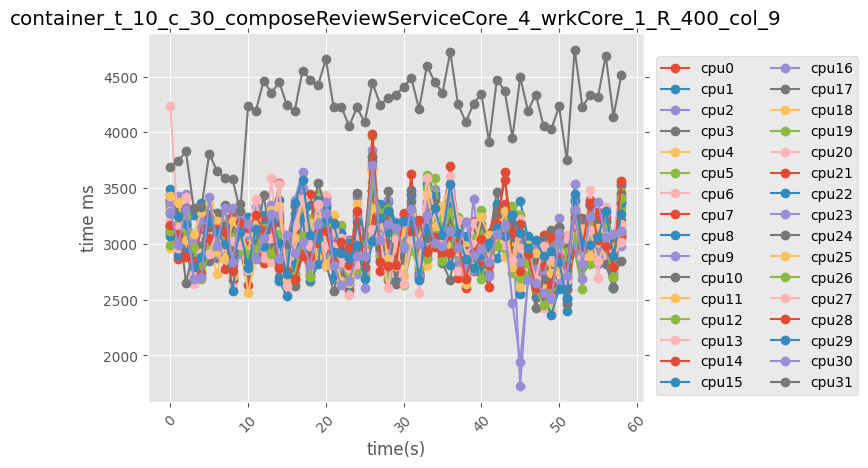 container_t_10_c_30_composeReviewServiceCore_4_wrkCore_1_R_400_col_9
time ms
4500
4000
3500
3000
2500
2000
0
10
20
30
40
50
60
time(s)
cpu0
cpu1
cpu2
cpu3
cpu4
cpu5
cpu6
cpu7
cpu8
cpu9
cpu10
cpu11
cpu12
cpu13
cpu14
cpu15
cpu16
cpu17
cpu18
cpu19
cpu20
cpu21
cpu22
cpu23
cpu24
cpu25
cpu26
cpu27
cpu28
cpu29
cpu30
cpu31